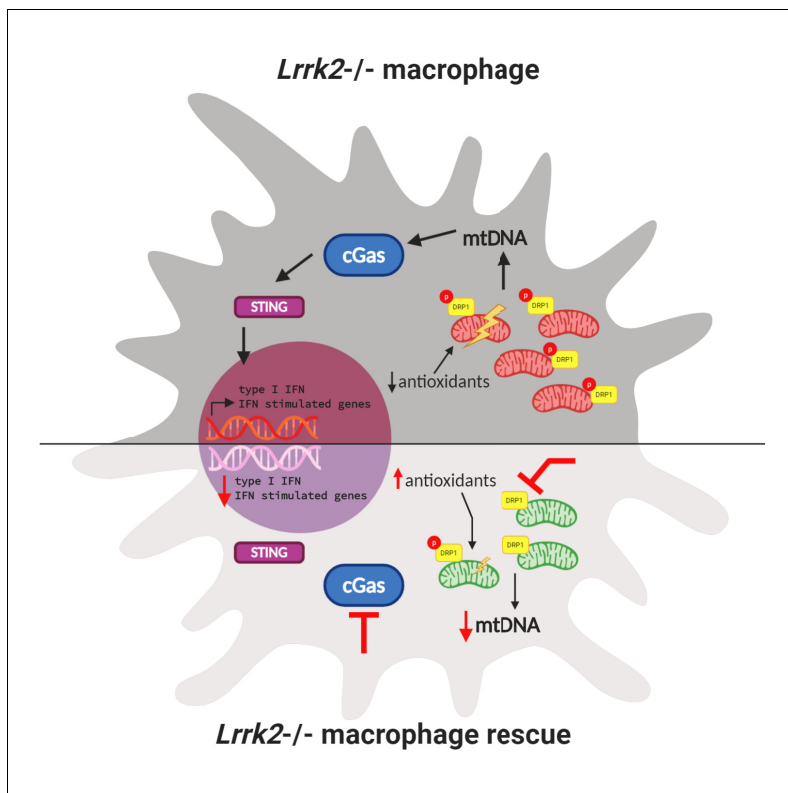 Lrrk2-/- macrophage
mtDNA
cGas
STING
P
DRP1
P
DRP1
P
DRP1
P
DRP1
antioxidants
type I IFN
IFN stimulated genes
type I IFN
IFN stimulated genes
antioxidants
DRP1
P
DRP1
DRP1
STING
cGas
mtDNA
Lrrk2-/- macrophage rescue